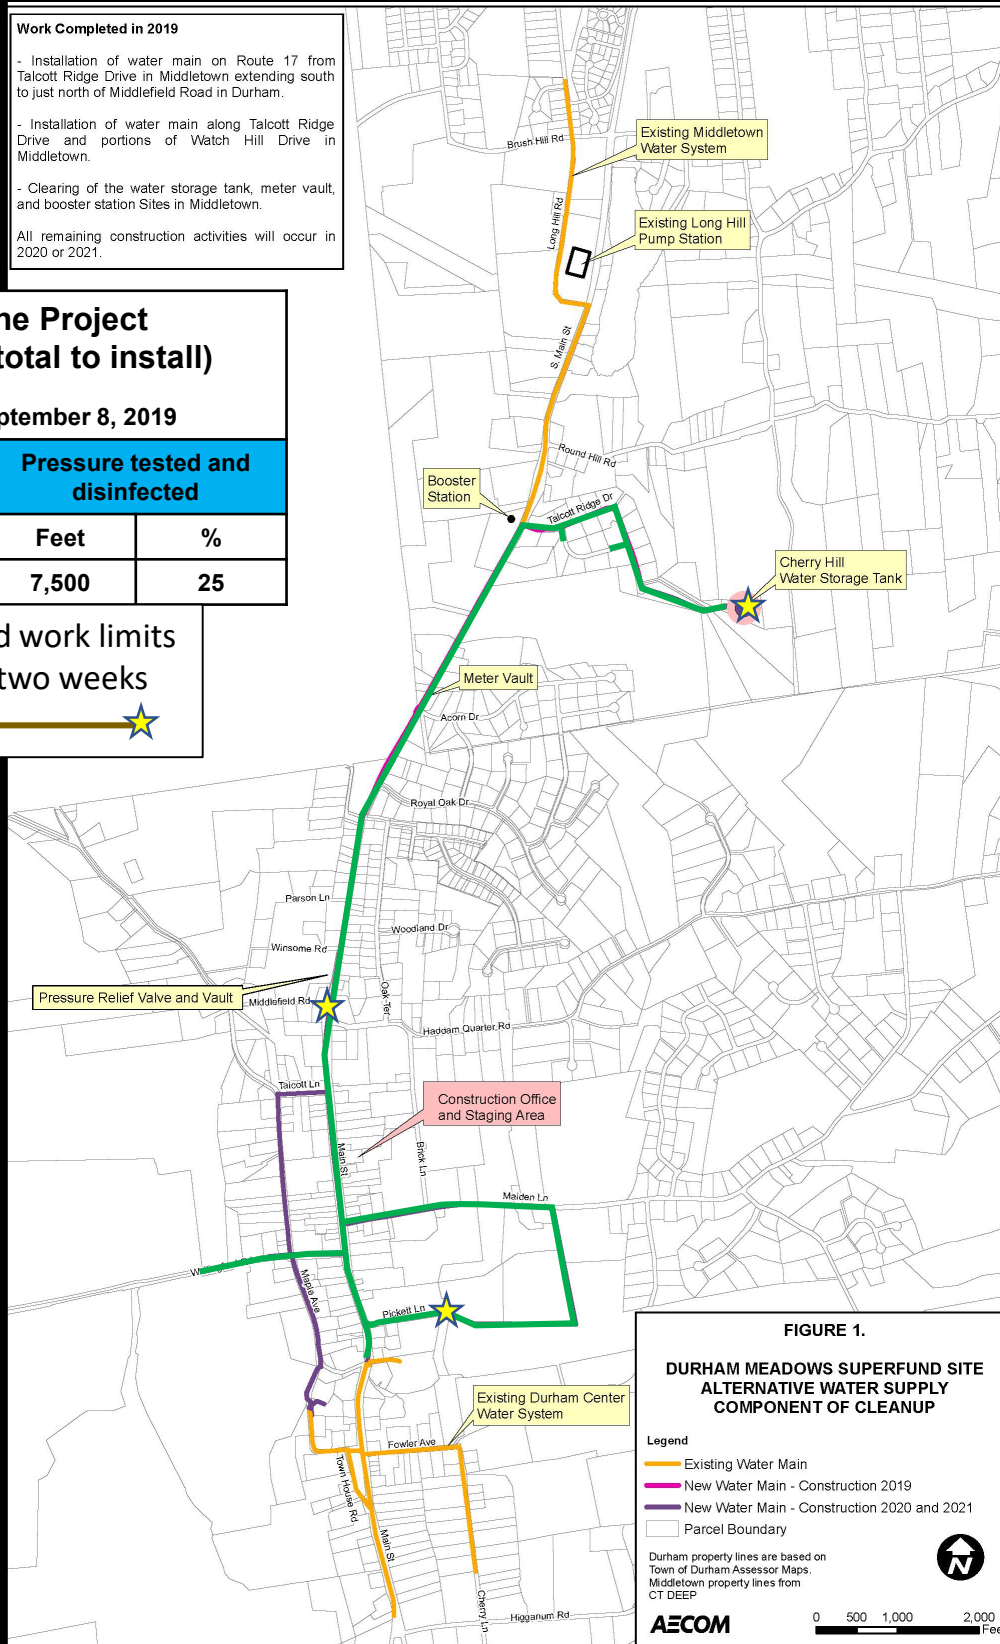 Work Completed in 2019
- Installation of water main on Route 17 from
Talcott Ridge Drive in Middletown extending south
to just north of Middlefield Road in Durham.
- Installation of water main along Talcott Ridge
Drive and portions of Watch Hill Drive in
Middletown.
- Clearing of the water storage tank, meter vault,
and booster station Sites in Middletown.
All remaining construction activities will occur in
2020 or 2021.
ne Project
total to install)
ptember 8, 2019
Pressure tested and
disinfected
Feet %
7,500 25
d work limits
two weeks
Brush Hill Rd
Existing Middletown
Water System
Long Hill Rd
Existing Long Hill
Pump Station
S. Main St
Round Hill Rd
Booster
Station
Talcott Ridge Dr
Cherry Hill
Water Storage Tank
Meter Vault
Acorn Dr
Royal Oak Dr
Parson Ln
Woodland Dr
Winsome Rd
Oak Ter
Pressure Relief Valve and Vault
Middlefield Rd
Haddam Quarter Rd
Talcott Ln
Construction Office
and Staging Area
Main St
Brick Ln
Maiden Ln
W
Maple Ave
Pickett Ln
Existing Durham Center
Water System
Fowler Ave
Town House Rd
Main St
Cherry Ln
Higganum Rd
FIGURE 1.
DURHAM MEADOWS SUPERFUND SITE
ALTERNATIVE WATER SUPPLY
COMPONENT OF CLEANUP
Legend
Existing Water Main
New Water Main - Construction 2019
New Water Main - Construction 2020 and 2021
Parcel Boundary
Durham property lines are based on
Town of Durham Assessor Maps.
Middletown property lines from
CT DEEP
N
AECOM
0 500 1,000 2,000
Fee